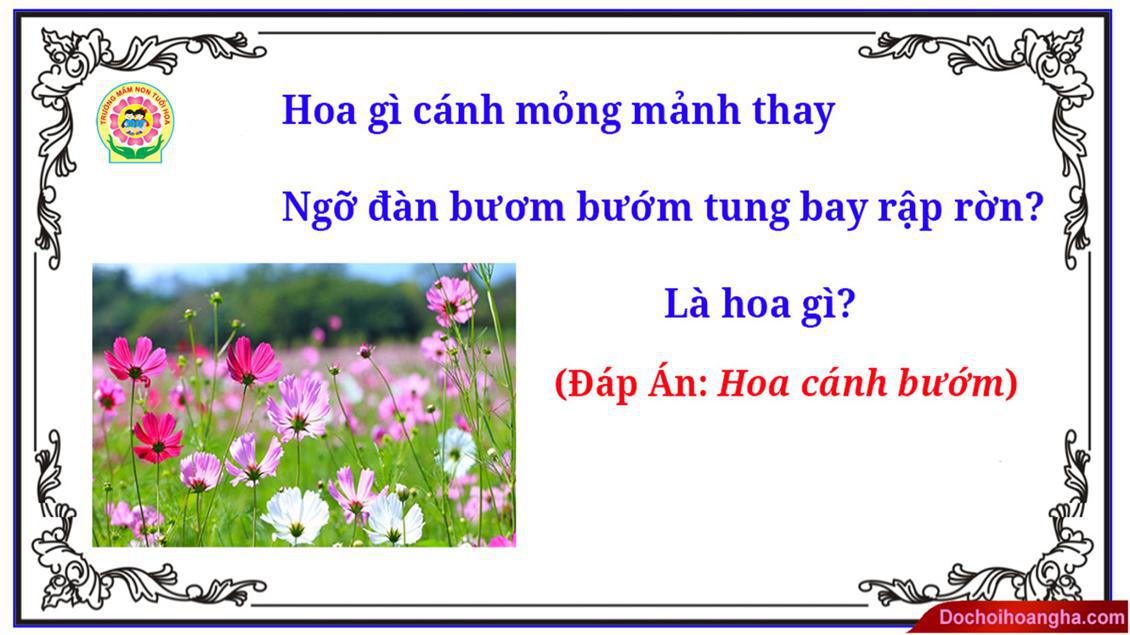 TRƯỜNG MẦM NON TUỔI HOA
Hoa gì cánh mỏng mảnh thay
Ngỡ đàn bươm bướm tung bay rập rờn?
Là hoa gì?
(Đáp Án: Hoa cánh bướm)
Dochoihoangha.com